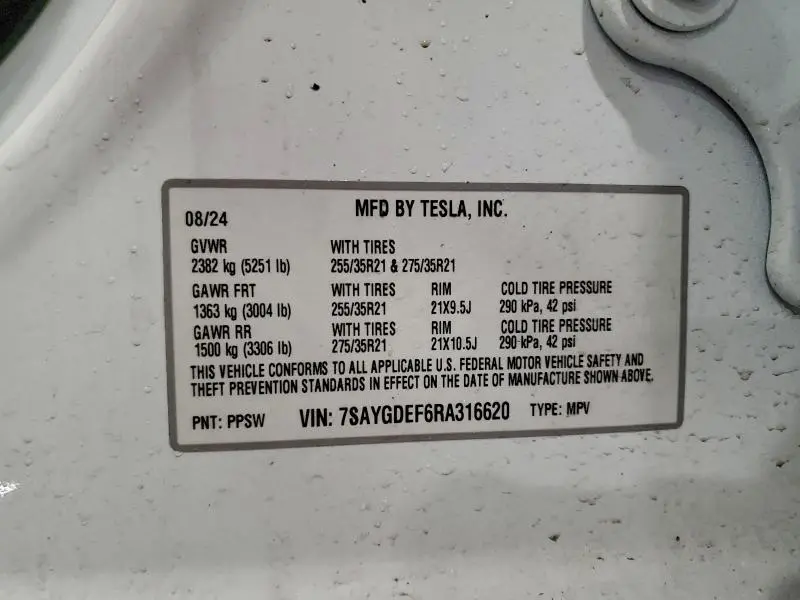 MFD BY TESLA, INC.
08/24
GVWR WITH TIRES
2382 kg (5251 lb) 255/35R21 & 275/35R21
GAWR FRT WITH TIRES RIM COLD TIRE PRESSURE
1363 kg (3004 lb) 255/35R21 21X9.5J 290 kPa, 42 psi
GAWR RR WITH TIRES RIM COLD TIRE PRESSURE
1500 kg (3306 lb) 275/35R21 21X10.5J 290 kPa, 42 psi
THIS VEHICLE CONFORMS TO ALL APPLICABLE U.S. FEDERAL MOTOR VEHICLE SAFETY AND
THEFT PREVENTION STANDARDS IN EFFECT ON THE DATE OF MANUFACTURE SHOWN ABOVE.
PNT: PPSW VIN: 7SAYGDEF6RA316620 TYPE: MPV